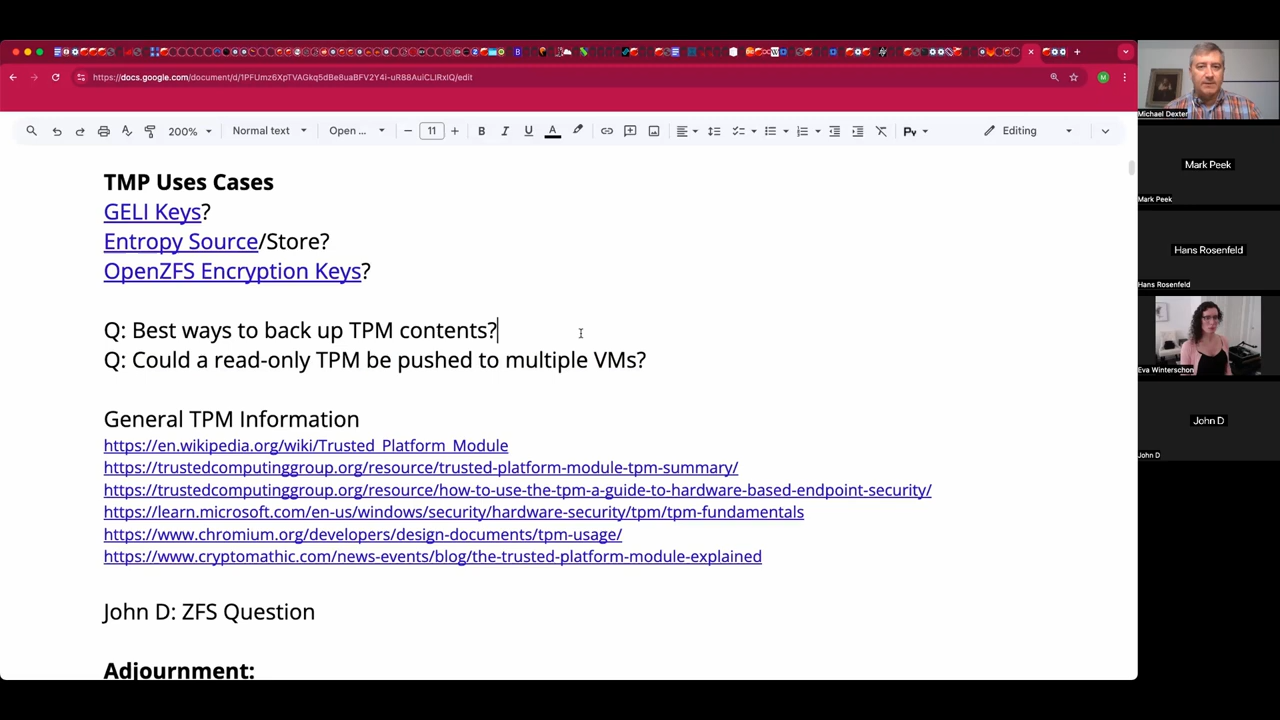 https://docs.google.com/document/d/1PFUmz6XpTVAGkq5dBe8uaBFV2Y4i-uR88AuiCLIRxIQ/edit
M
200%
Normal text
Open ...
11
B
I
U
A
Editing
TMP Uses Cases
GELI Keys?
Entropy Source/Store?
OpenZFS Encryption Keys?
Q: Best ways to back up TPM contents?
Q: Could a read-only TPM be pushed to multiple VMs?
General TPM Information
https://en.wikipedia.org/wiki/Trusted_Platform_Module
https://trustedcomputinggroup.org/resource/trusted-platform-module-tpm-summary/
https://trustedcomputinggroup.org/resource/how-to-use-the-tpm-a-guide-to-hardware-based-endpoint-security/
https://learn.microsoft.com/en-us/windows/security/hardware-security/tpm/tpm-fundamentals
https://www.chromium.org/developers/design-documents/tpm-usage/
https://www.cryptomathic.com/news-events/blog/the-trusted-platform-module-explained
John D: ZFS Question
Adjournment:
Michael Dexter
Mark Peek
Mark Peek
Hans Rosenfeld
Hans Rosenfeld
Eva Winterschon
John D
John D